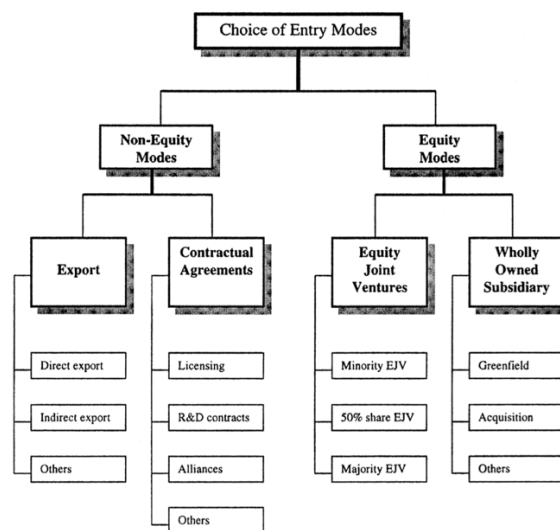 Choice of Entry Modes
Non-Equity
Modes
Equity
Modes
Export
Contractual
Agreements
Equity
Joint
Ventures
Wholly
Owned
Subsidiary
Direct export
Licensing
Minority EJV
Greenfield
Indirect export
R&D contracts
50% share EJV
Acquisition
Others
Alliances
Majority EJV
Others
Others